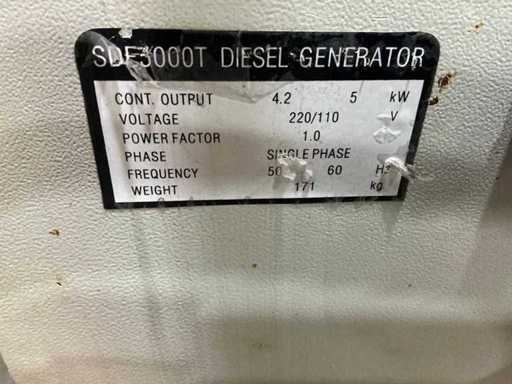 SDF5000T DIESEL GENERATOR
CONT. OUTPUT 4.2 5 kW
VOLTAGE 220/110 V
POWER FACTOR 1.0
PHASE SINGLE PHASE
FREQUENCY 50 60 Hz
WEIGHT 171 kg